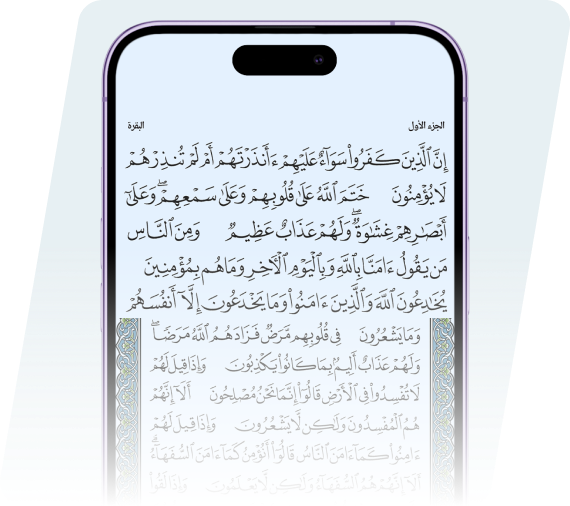 الجزء الأول
البقرة
إِنَّ ٱلَّذِينَ كَفَرُوا۟ سَوَآءٌ عَلَيْهِمْ ءَأَنذَرْتَهُمْ أَمْ لَمْ تُنذِرْهُمْ
لَا يُؤْمِنُونَ خَتَمَ ٱللَّهُ عَلَىٰ قُلُوبِهِمْ وَعَلَىٰ سَمْعِهِمْ ۖ وَعَلَىٰٓ
أَبْصَـٰرِهِمْ غِشَـٰوَةٌ ۖ وَلَهُمْ عَذَابٌ عَظِيمٌ وَمِنَ ٱلنَّاسِ
مَن يَقُولُ ءَامَنَّا بِٱللَّهِ وَبِٱلْيَوْمِ ٱلْـَٔاخِرِ وَمَا هُم بِمُؤْمِنِينَ
يُخَـٰدِعُونَ ٱللَّهَ وَٱلَّذِينَ ءَامَنُوا۟ وَمَا يَخْدَعُونَ إِلَّآ أَنفُسَهُمْ
وَمَا يَشْعُرُونَ فِى قُلُوبِهِم مَّرَضٌ فَزَادَهُمُ ٱللَّهُ مَرَضًا ۖ
وَلَهُمْ عَذَابٌ أَلِيمٌۢ بِمَا كَانُوا۟ يَكْذِبُونَ وَإِذَا قِيلَ لَهُمْ
لَا تُفْسِدُوا۟ فِى ٱلْأَرْضِ قَالُوٓا۟ إِنَّمَا نَحْنُ مُصْلِحُونَ أَلَآ إِنَّهُمْ
هُمُ ٱلْمُفْسِدُونَ وَلَـٰكِن لَّا يَشْعُرُونَ وَإِذَا قِيلَ لَهُمْ
ءَامِنُوا۟ كَمَآ ءَامَنَ ٱلنَّاسُ قَالُوٓا۟ أَنُؤْمِنُ كَمَآ ءَامَنَ ٱلسُّفَهَآءُ ۗ
أَلَآ إِنَّهُمْ هُمُ ٱلسُّفَهَآءُ وَلَـٰكِن لَّا يَعْلَمُونَ وَإِذَا لَقُوا۟